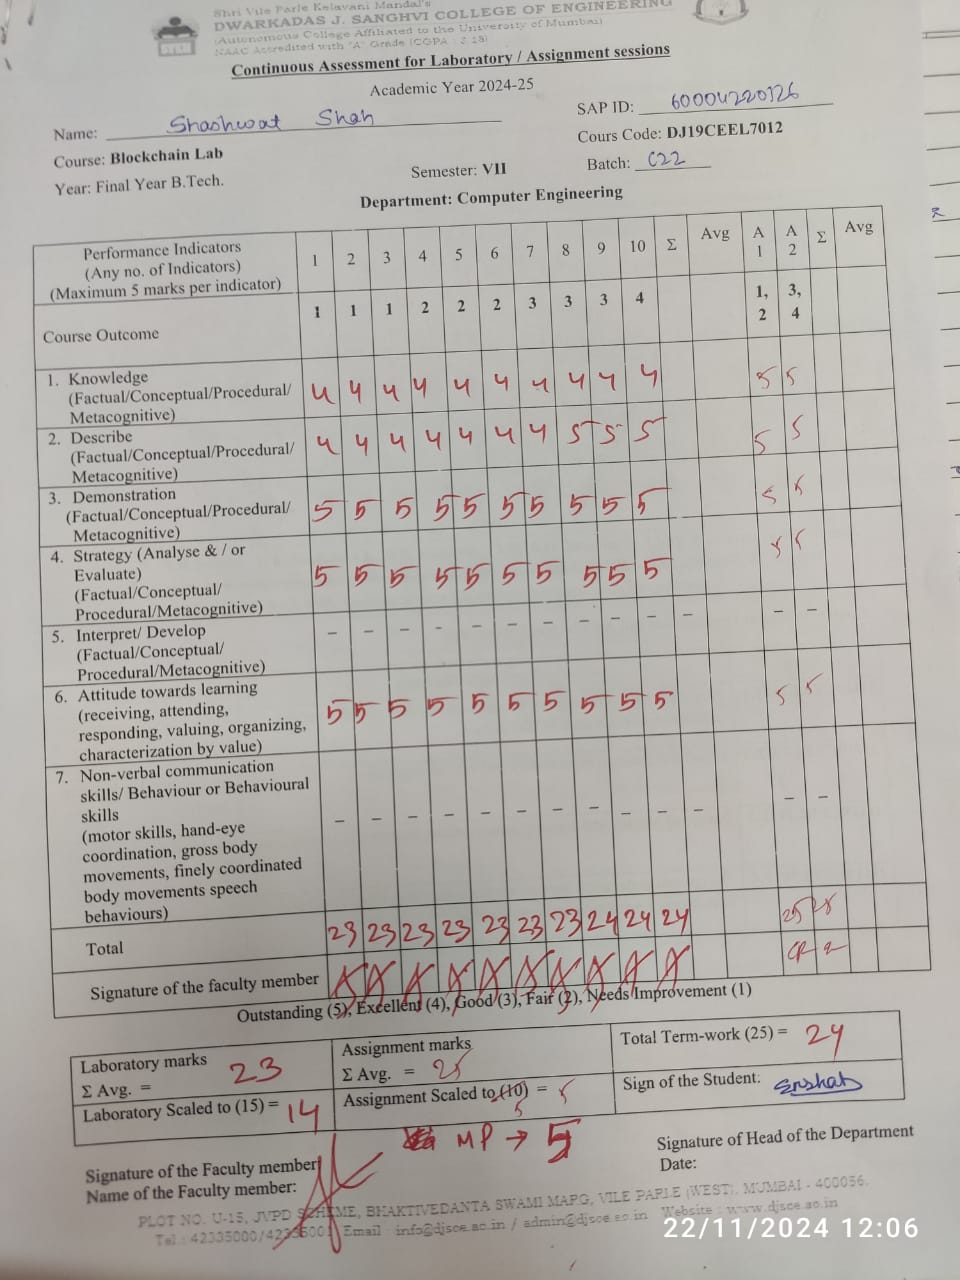 Shri Vile Parle Kelavani Mandal's
DWARKADAS J. SANGHVI COLLEGE OF ENGINEERING
(Autonomous College Affiliated to the University of Mumbai)
NAAC Accredited with "A" Grade (CGPA : 3.18)
Continuous Assessment for Laboratory / Assignment sessions
Academic Year 2024-25
Name: Shashwat Shah SAP ID: 60004220126
Course: Blockchain Lab Cours Code: DJ19CEEL7012
Year: Final Year B.Tech. Semester: VII Batch: C22
Department: Computer Engineering
Performance Indicators (Any no. of Indicators) (Maximum 5 marks per indicator) 1 2 3 4 5 6 7 8 9 10 Σ Avg A 1 A 2 Σ Avg
Course Outcome 1 1 1 2 2 2 3 3 3 4 1, 2 3, 4
1. Knowledge (Factual/Conceptual/Procedural/ Metacognitive) 4 4 4 4 4 4 4 4 4 4 5 5
2. Describe (Factual/Conceptual/Procedural/ Metacognitive) 4 4 4 4 4 4 4 5 5 5 5 5
3. Demonstration (Factual/Conceptual/Procedural/ Metacognitive) 5 5 5 5 5 5 5 5 5 5 5 5
4. Strategy (Analyse & / or Evaluate) (Factual/Conceptual/ Procedural/Metacognitive) 5 5 5 5 5 5 5 5 5 5 5 5
5. Interpret/ Develop (Factual/Conceptual/ Procedural/Metacognitive) - - - - - - - - - - - - -
6. Attitude towards learning (receiving, attending, responding, valuing, organizing, characterization by value) 5 5 5 5 5 5 5 5 5 5 5 5
7. Non-verbal communication skills/ Behaviour or Behavioural skills (motor skills, hand-eye coordination, gross body movements, finely coordinated body movements speech behaviours) - - - - - - - - - - - - -
Total 23 23 23 23 23 23 23 24 24 24 25 25
Signature of the faculty member
Outstanding (5), Excellent (4), Good (3), Fair (2), Needs Improvement (1)
Laboratory marks Σ Avg. = 23 Assignment marks Σ Avg. = 25 Total Term-work (25) = 24
Laboratory Scaled to (15) = 14 Assignment Scaled to (10) = 5 Sign of the Student:
5
MP → 5
Signature of the Faculty member Signature of Head of the Department
Name of the Faculty member: Date:
PLOT NO. U-15, JVPD SCHEME, BHAKTIVEDANTA SWAMI MARG, VILE PARLE (WEST), MUMBAI - 400056.
Tel.: 42335000/42335001 Email : info@djsce.ac.in / admin@djsce.ac.in Website : www.djsce.ac.in
22/11/2024 12:06